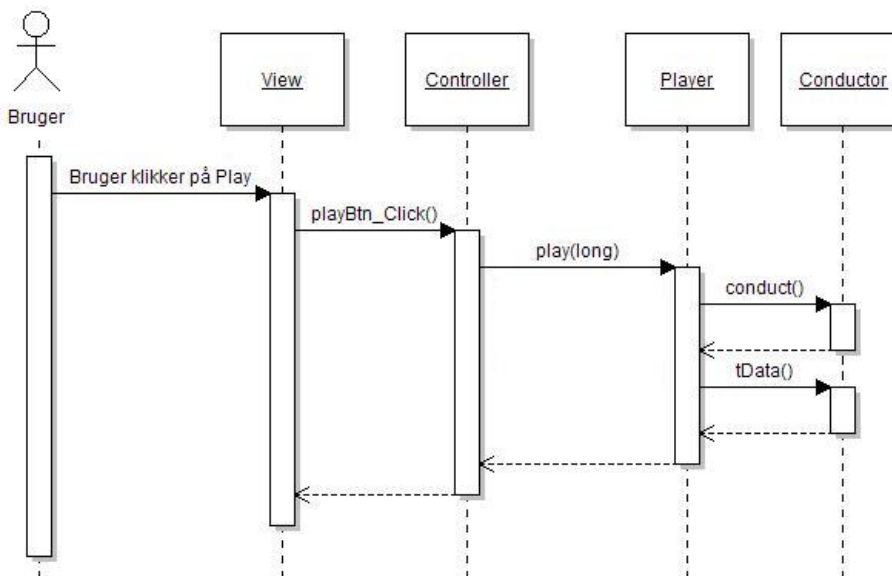 Bruger
View
Controller
Player
Conductor
Bruger klikker på Play
playBtn_Click()
play(long)
conduct()
tData()